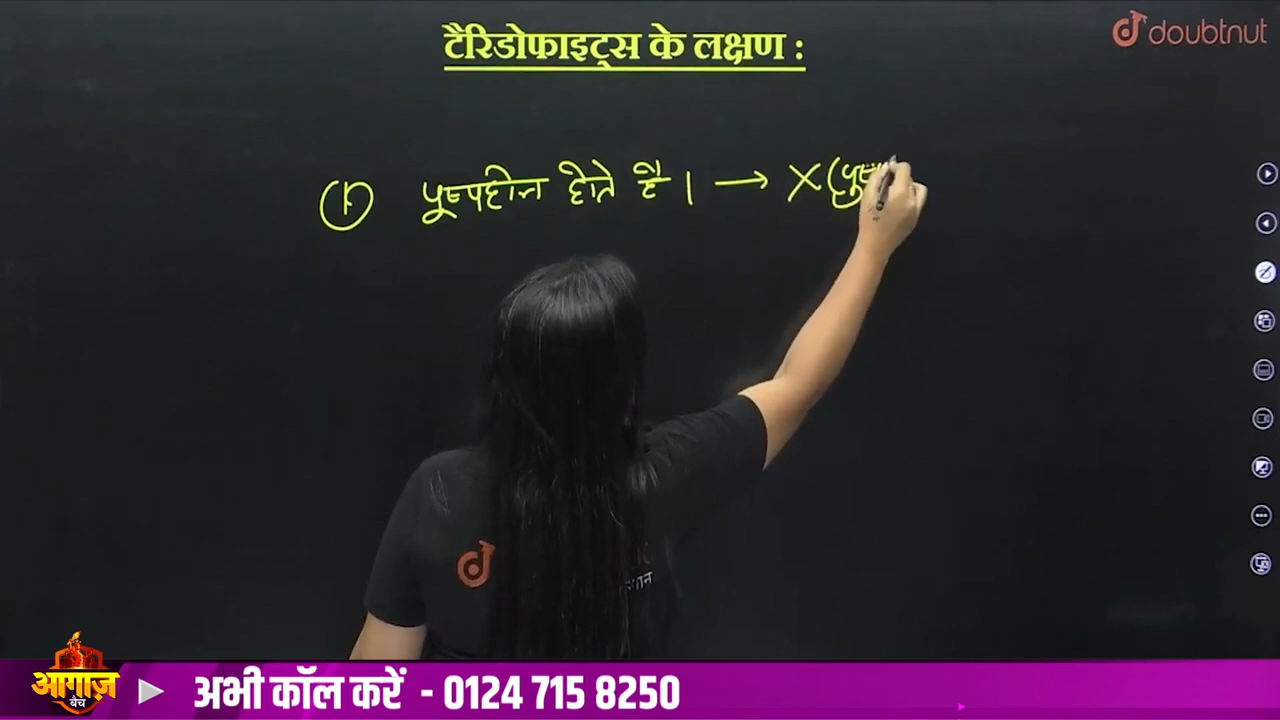 टैरिडोफाइट्स के लक्षण :
doubtnut
① पुष्पहीन होते है । → X (पुष्
आगाज़
बैच
अभी कॉल करें - 0124 715 8250